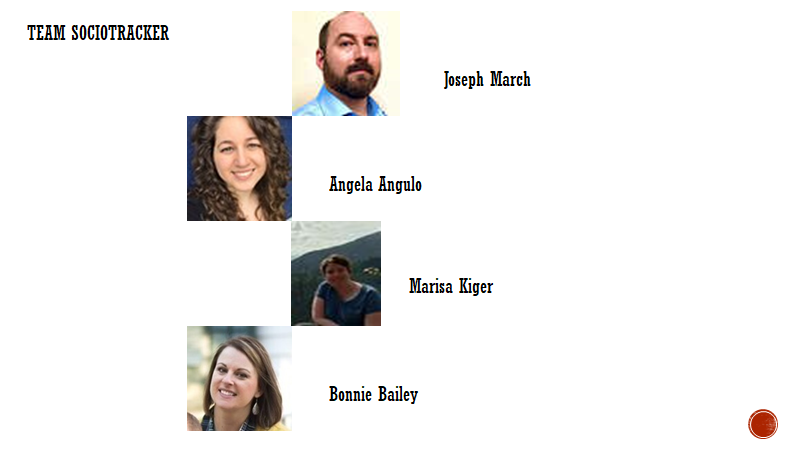 TEAM SOCIOTRACKER
Joseph March
Angela Angulo
Marisa Kiger
Bonnie Bailey